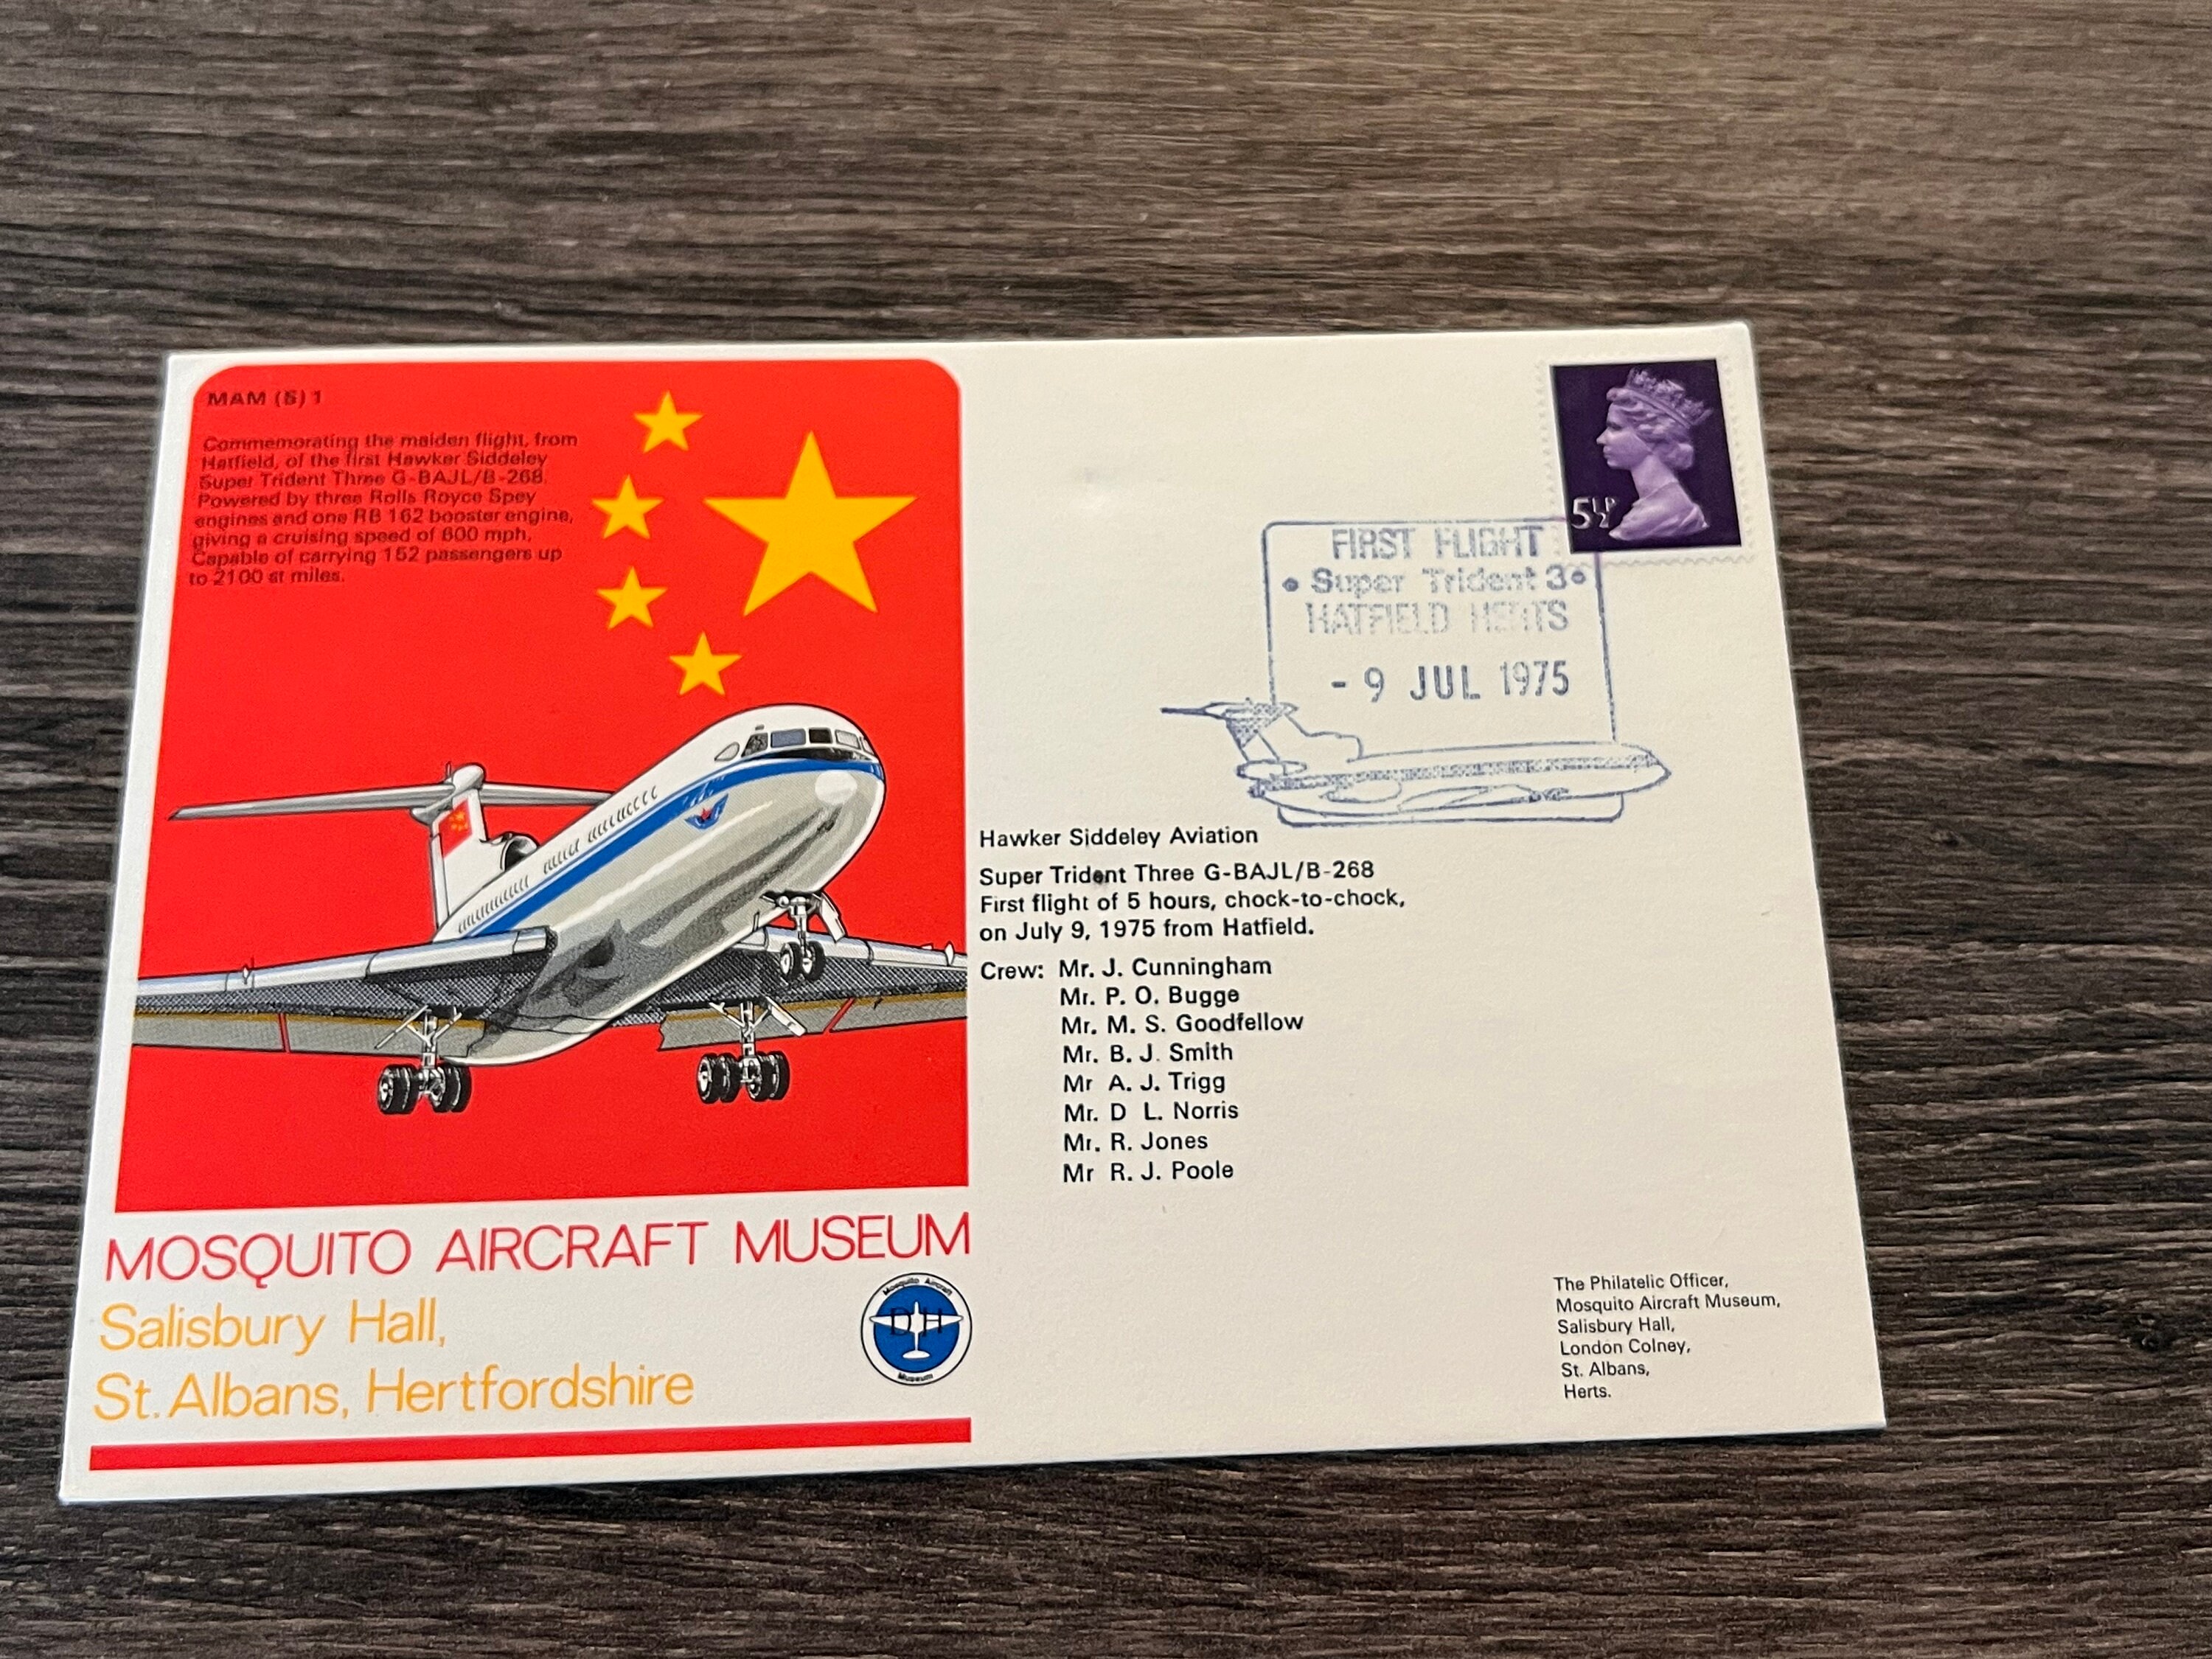 MAM (5) 1
Commemorating the maiden flight, from
Hatfield, of the first Hawker Siddeley
Super Trident Three G-BAJL/B-268.
Powered by three Rolls Royce Spey
engines and one RB 162 booster engine,
giving a cruising speed of 600 mph,
Capable of carrying 152 passengers up
to 2100 st miles.
5½P
FIRST FLIGHT
• Super Trident 3 •
HATFIELD HERTS
- 9 JUL 1975
Hawker Siddeley Aviation
Super Trident Three G-BAJL/B-268
First flight of 5 hours, chock-to-chock,
on July 9, 1975 from Hatfield.
Crew: Mr. J. Cunningham
Mr. P. O. Bugge
Mr. M. S. Goodfellow
Mr. B. J. Smith
Mr A. J. Trigg
Mr. D L. Norris
Mr. R. Jones
Mr R. J. Poole
MOSQUITO AIRCRAFT MUSEUM
Salisbury Hall,
St. Albans, Hertfordshire
Mosquito Aircraft
DH
Museum
The Philatelic Officer,
Mosquito Aircraft Museum,
Salisbury Hall,
London Colney,
St. Albans,
Herts.